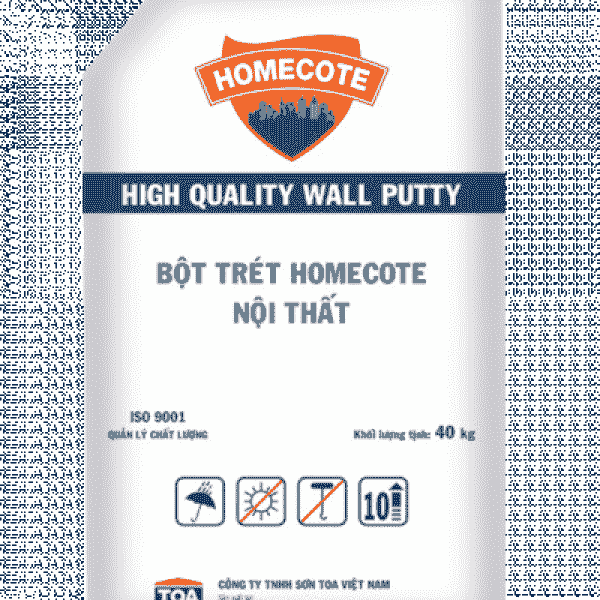 HOMECOTE
HIGH QUALITY WALL PUTTY
BỘT TRÉT HOMECOTE
NỘI THẤT
ISO 9001
QUẢN LÝ CHẤT LƯỢNG
Khối lượng tịnh: 40 kg
10
TOA
CÔNG TY TNHH SƠN TOA VIỆT NAM